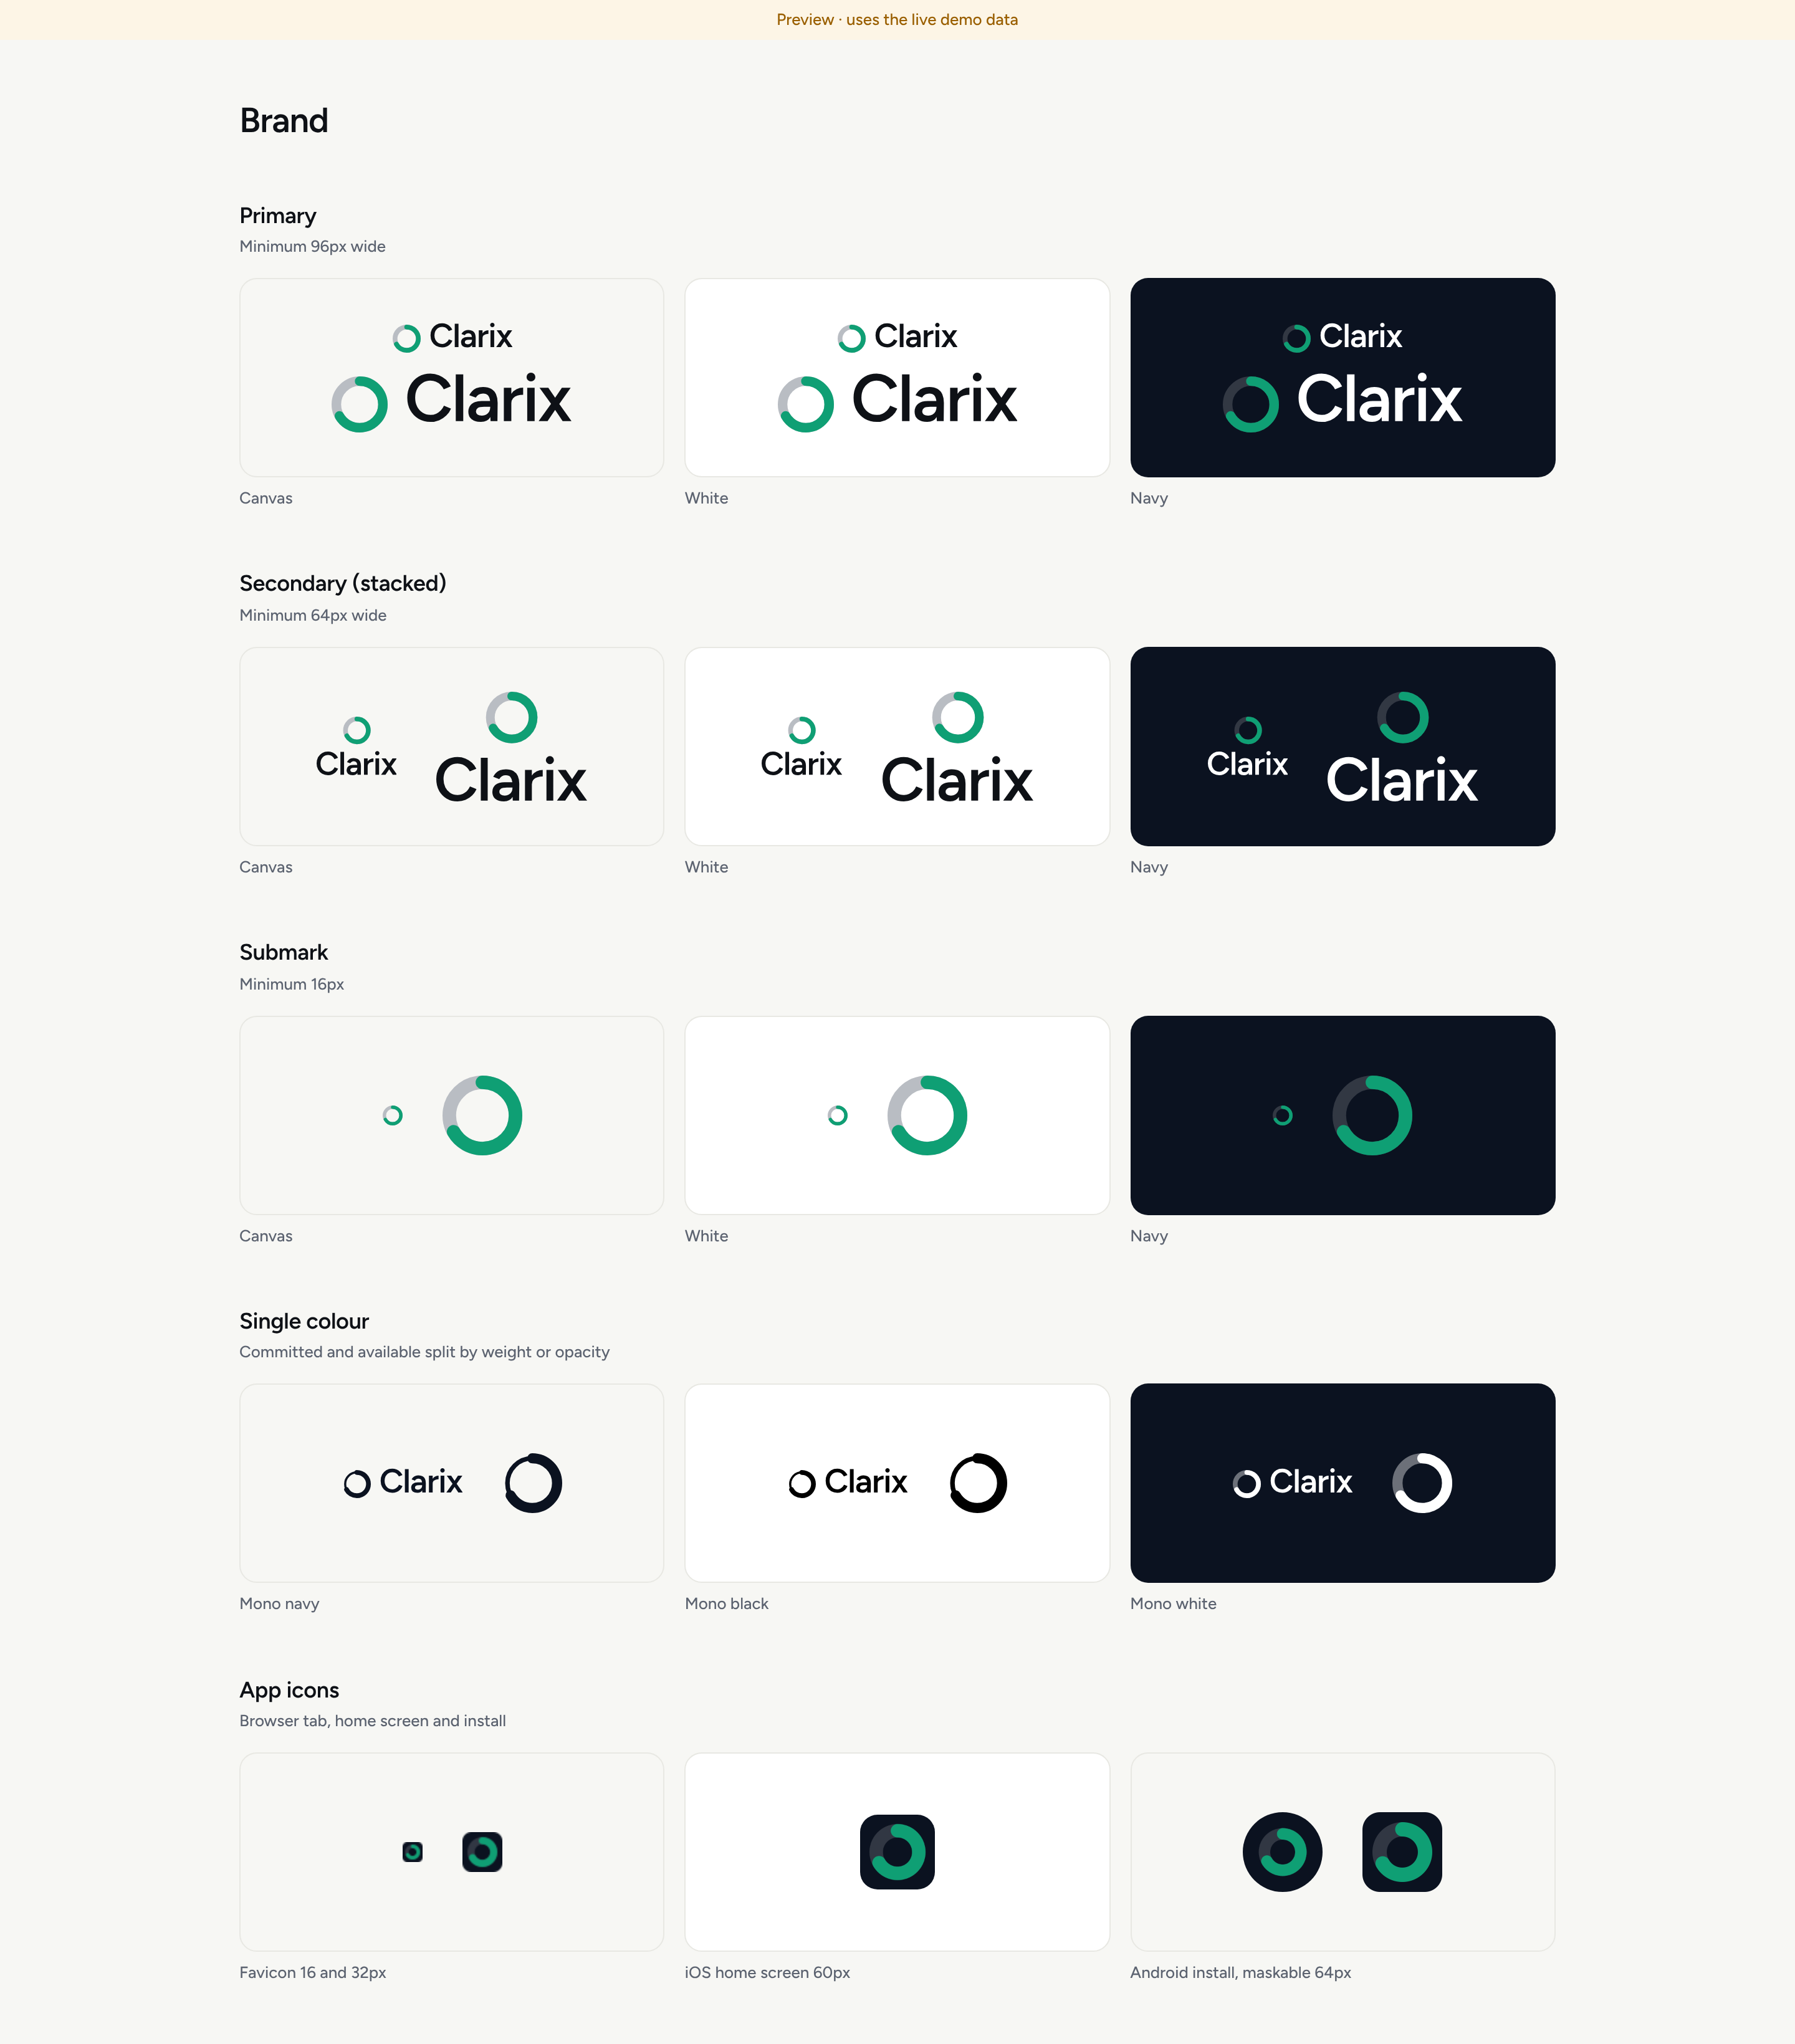 Preview · uses the live demo data
Brand
Primary
Minimum 96px wide
Clarix
Clarix
Canvas
Clarix
Clarix
White
Clarix
Clarix
Navy
Secondary (stacked)
Minimum 64px wide
Clarix
Clarix
Canvas
Clarix
Clarix
White
Clarix
Clarix
Navy
Submark
Minimum 16px
Canvas
White
Navy
Single colour
Committed and available split by weight or opacity
Clarix
Mono navy
Clarix
Mono black
Clarix
Mono white
App icons
Browser tab, home screen and install
Favicon 16 and 32px
iOS home screen 60px
Android install, maskable 64px